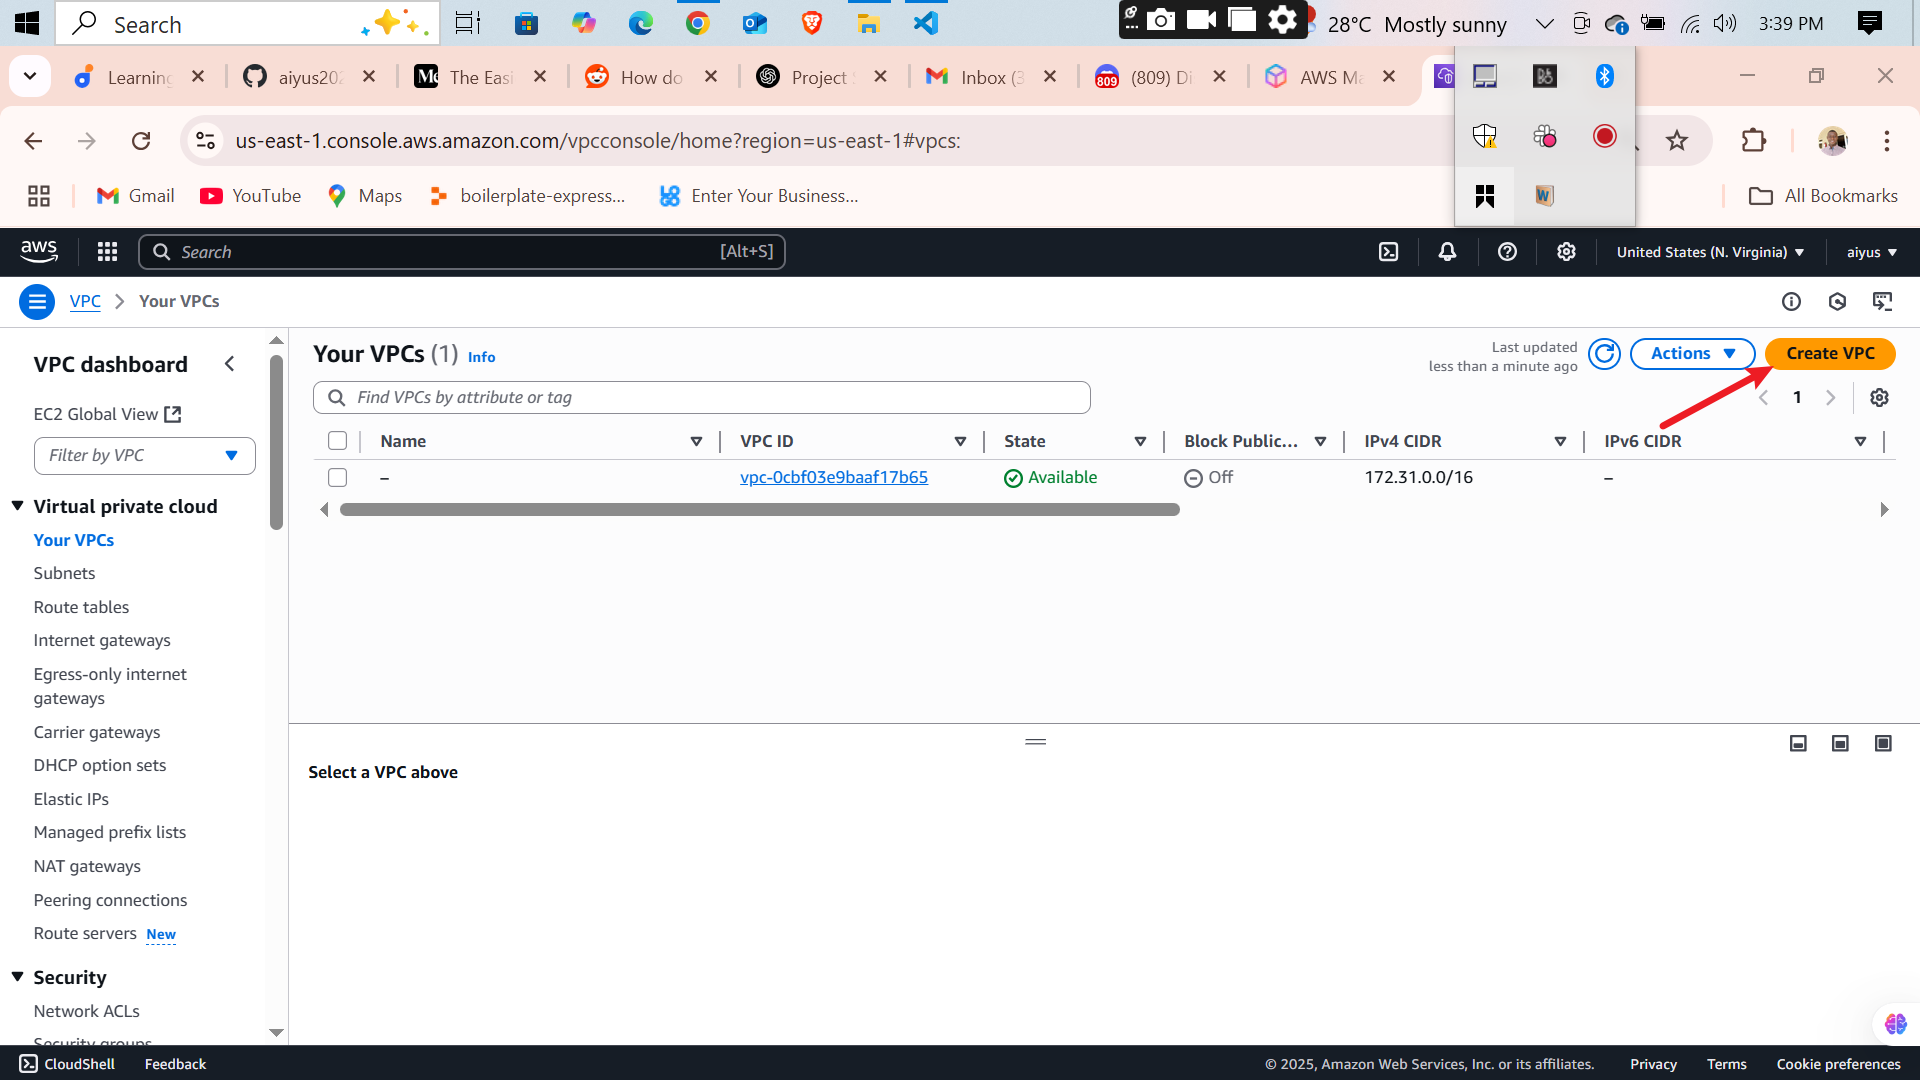 Search
28°C Mostly sunny
3:39 PM
Learning
aiyus202
Me The Easi
How do
Project S
Inbox (3
809 (809) Di
AWS Ma
us-east-1.console.aws.amazon.com/vpcconsole/home?region=us-east-1#vpcs:
Gmail
YouTube
Maps
boilerplate-express...
Enter Your Business...
All Bookmarks
aws
Search
[Alt+S]
United States (N. Virginia)
aiyus
VPC
Your VPCs
VPC dashboard
EC2 Global View
Filter by VPC
Virtual private cloud
Your VPCs
Subnets
Route tables
Internet gateways
Egress-only internet
gateways
Carrier gateways
DHCP option sets
Elastic IPs
Managed prefix lists
NAT gateways
Peering connections
Route servers New
Security
Network ACLs
Security groups
Your VPCs (1) Info
Last updated
less than a minute ago
Actions
Create VPC
Find VPCs by attribute or tag
1
Name
VPC ID
State
Block Public...
IPv4 CIDR
IPv6 CIDR
–
vpc-0cbf03e9baaf17b65
Available
Off
172.31.0.0/16
–
Select a VPC above
CloudShell
Feedback
© 2025, Amazon Web Services, Inc. or its affiliates.
Privacy
Terms
Cookie preferences